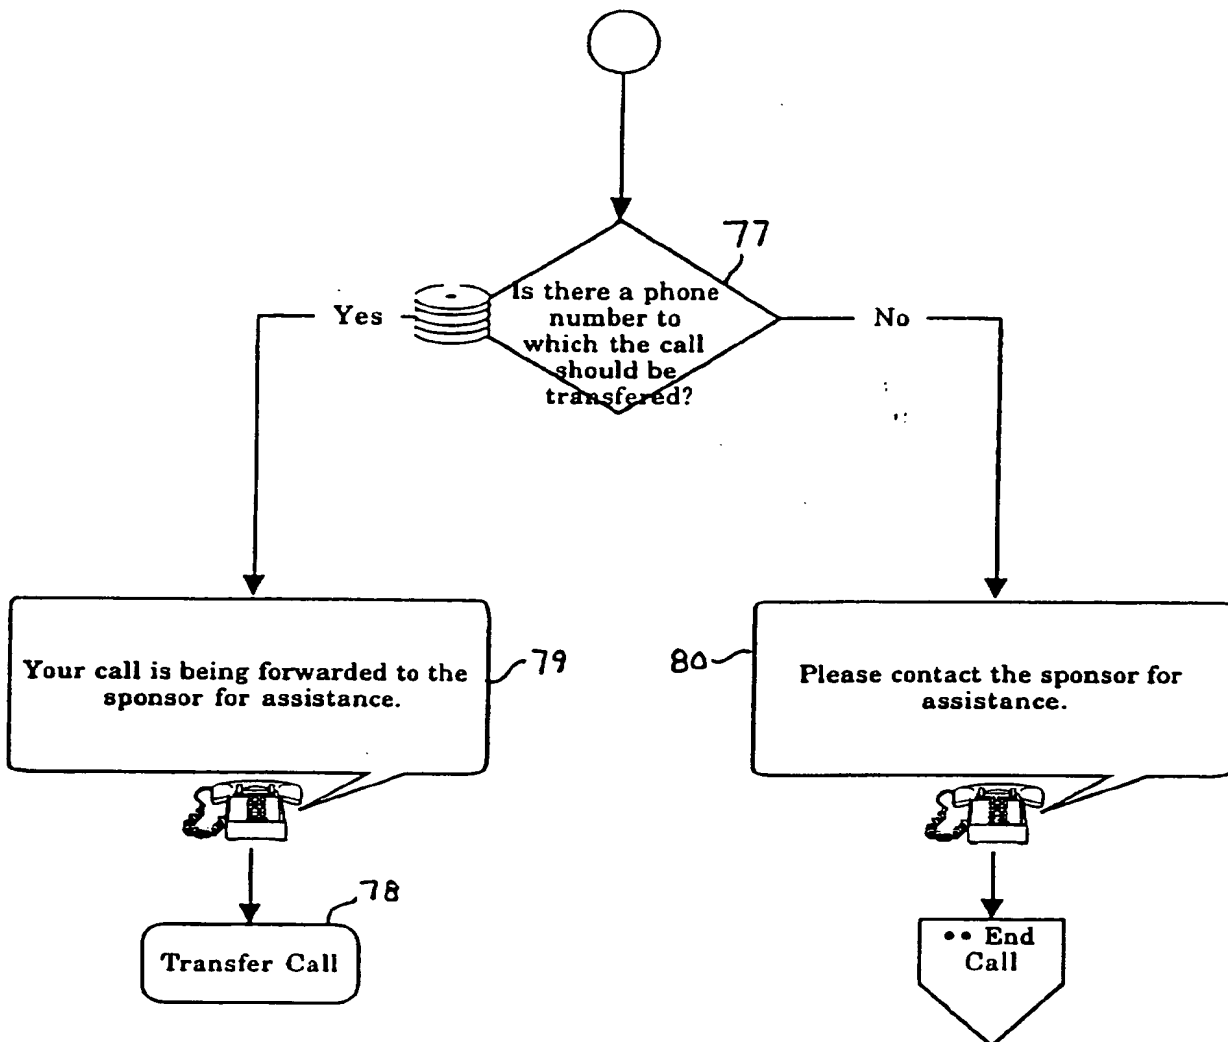 77
Is there a phone
number to
which the call
should be
transfered?
Yes
No
Your call is being forwarded to the
sponsor for assistance.
79
80
Please contact the sponsor for
assistance.
78
Transfer Call
•• End
Call